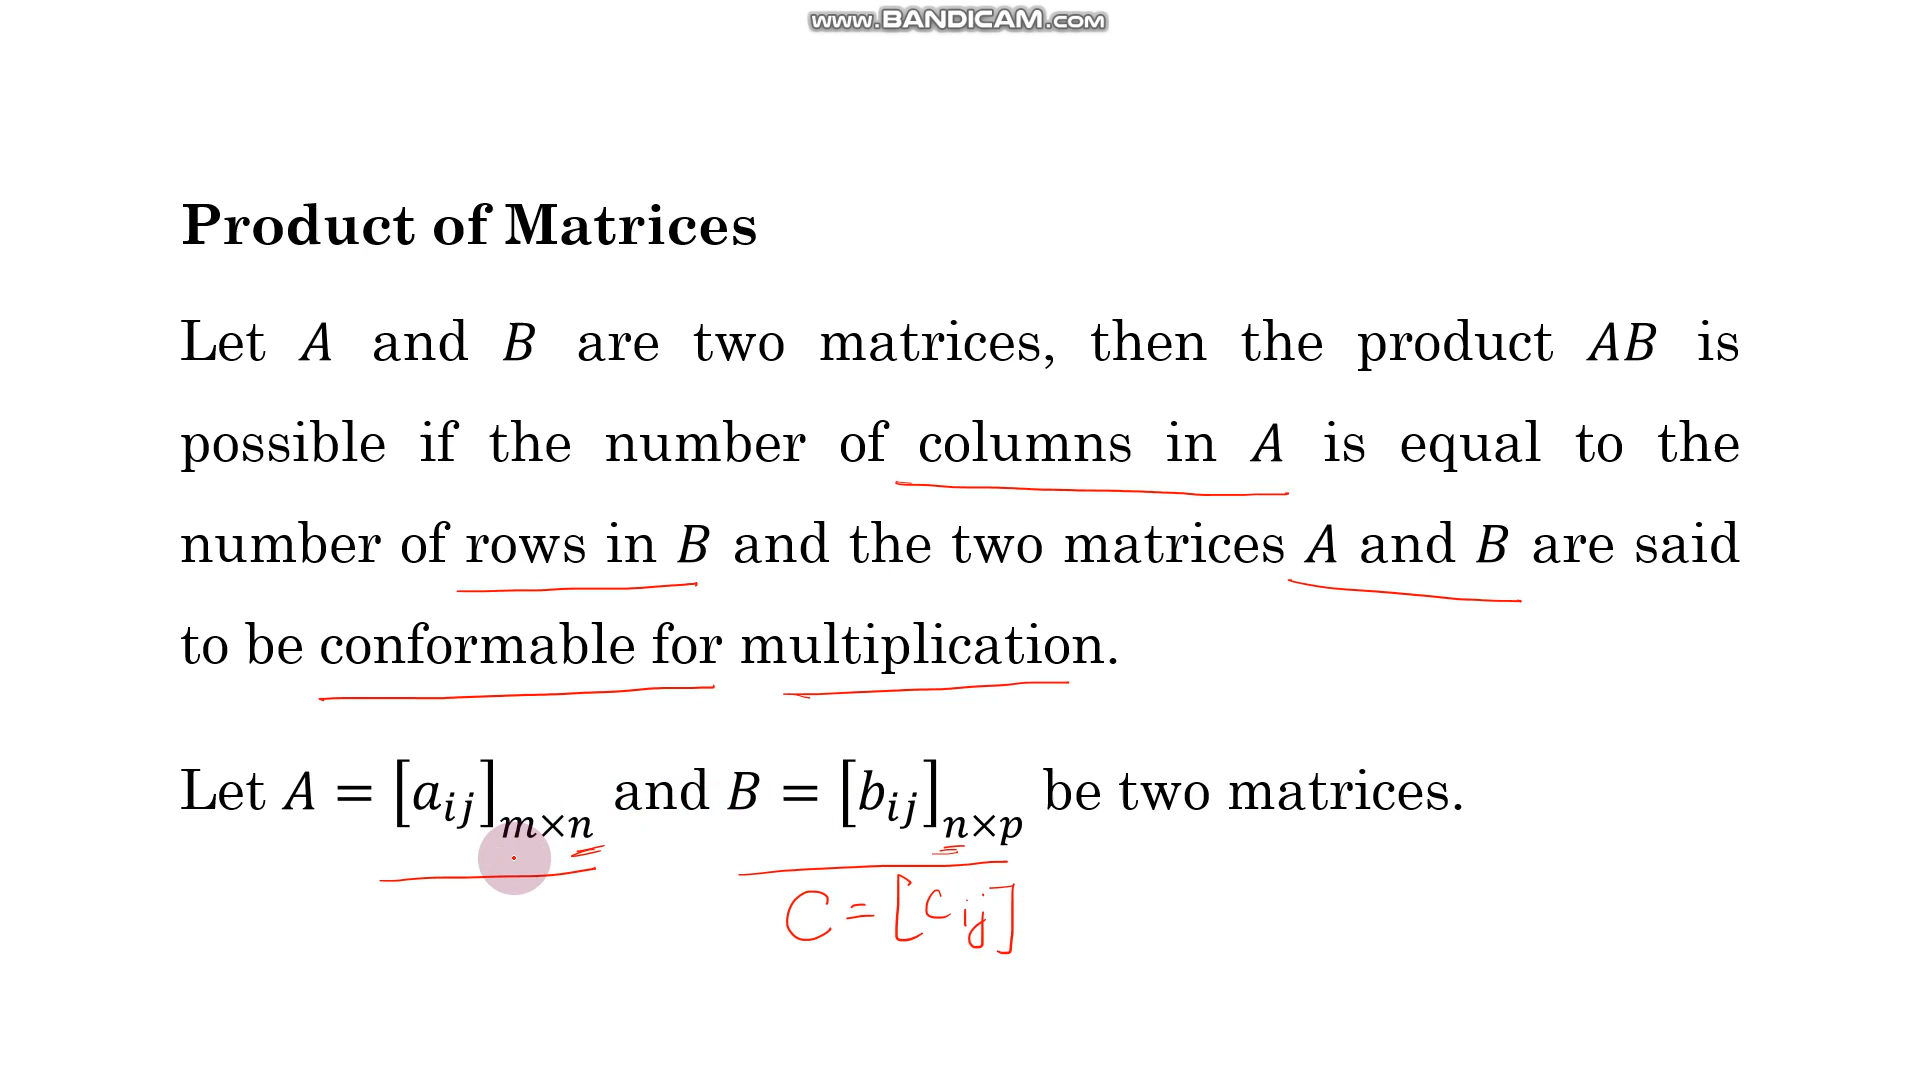 www.BANDICAM.com
Product of Matrices
Let A and B are two matrices, then the product AB is
possible if the number of columns in A is equal to the
number of rows in B and the two matrices A and B are said
to be conformable for multiplication.
Let A = [aij]m×n and B = [bij]n×p be two matrices.
C = [cij]